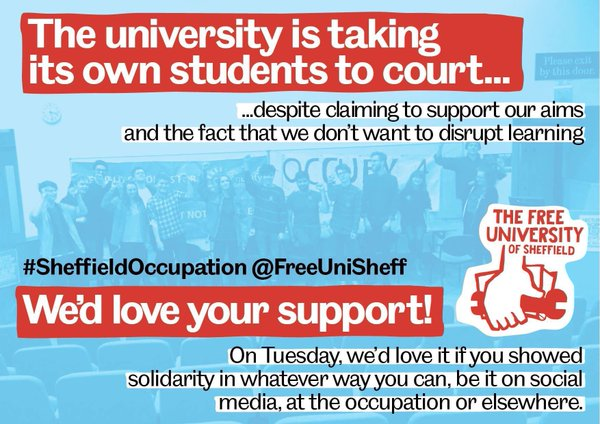 The university is taking
its own students to court...
...despite claiming to support our aims
and the fact that we don't want to disrupt learning
Please exit
by this door.
OCCUPY
NOT
THE FREE
UNIVERSITY
OF SHEFFIELD
#SheffieldOccupation @FreeUniSheff
We'd love your support!
On Tuesday, we'd love it if you showed
solidarity in whatever way you can, be it on social
media, at the occupation or elsewhere.